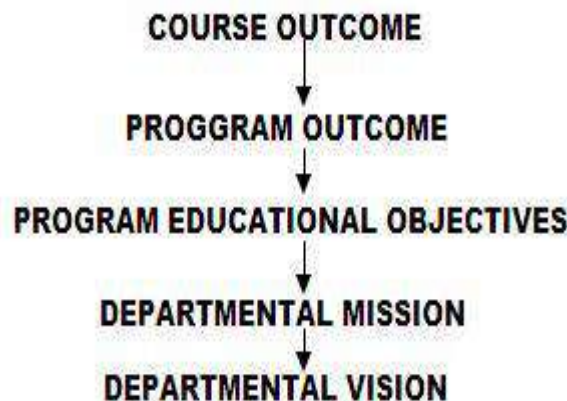 COURSE OUTCOME
PROGGRAM OUTCOME
PROGRAM EDUCATIONAL OBJECTIVES
DEPARTMENTAL MISSION
DEPARTMENTAL VISION